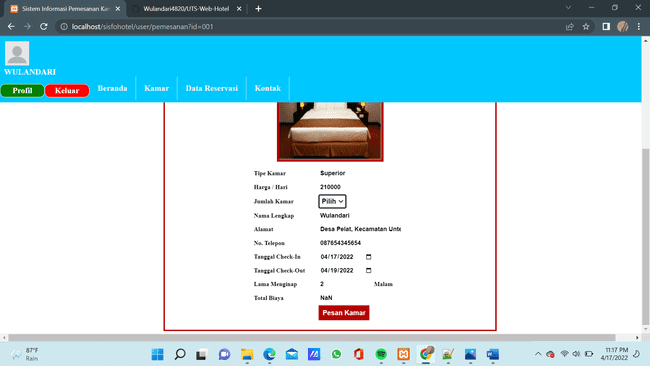 Sistem Informasi Pemesanan Kam
Wulandari4820/UTS-Web-Hotel
localhost/sisfohotel/user/pemesanan?id=001
WULANDARI
Profil Keluar Beranda Kamar Data Reservasi Kontak
Tipe Kamar Superior
Harga / Hari 210000
Jumlah Kamar Pilih
Nama Lengkap Wulandari
Alamat Desa Pelat, Kecamatan Unte
No. Telepon 087654345654
Tanggal Check-In 04/17/2022
Tanggal Check-Out 04/19/2022
Lama Menginap 2 Malam
Total Biaya NaN
Pesan Kamar
87°F
Rain
11:17 PM
4/17/2022